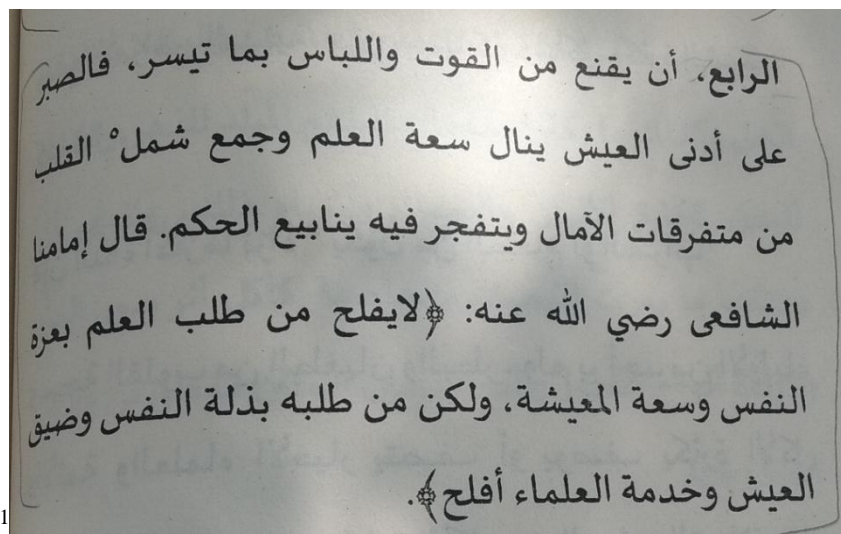 الرابع، أن يقنع من القوت واللباس بما تيسر، فالصبر
على أدنى العيش ينال سعة العلم وجمع شملْ القلب
من متفرقات الآمال ويتفجر فيه ينابيع الحكم. قال إمامنا
الشافعى رضي الله عنه: ﴿لايفلح من طلب العلم بعزة
النفس وسعة المعيشة، ولكن من طلبه بذلة النفس وضيق
العيش وخدمة العلماء أفلح﴾.
1